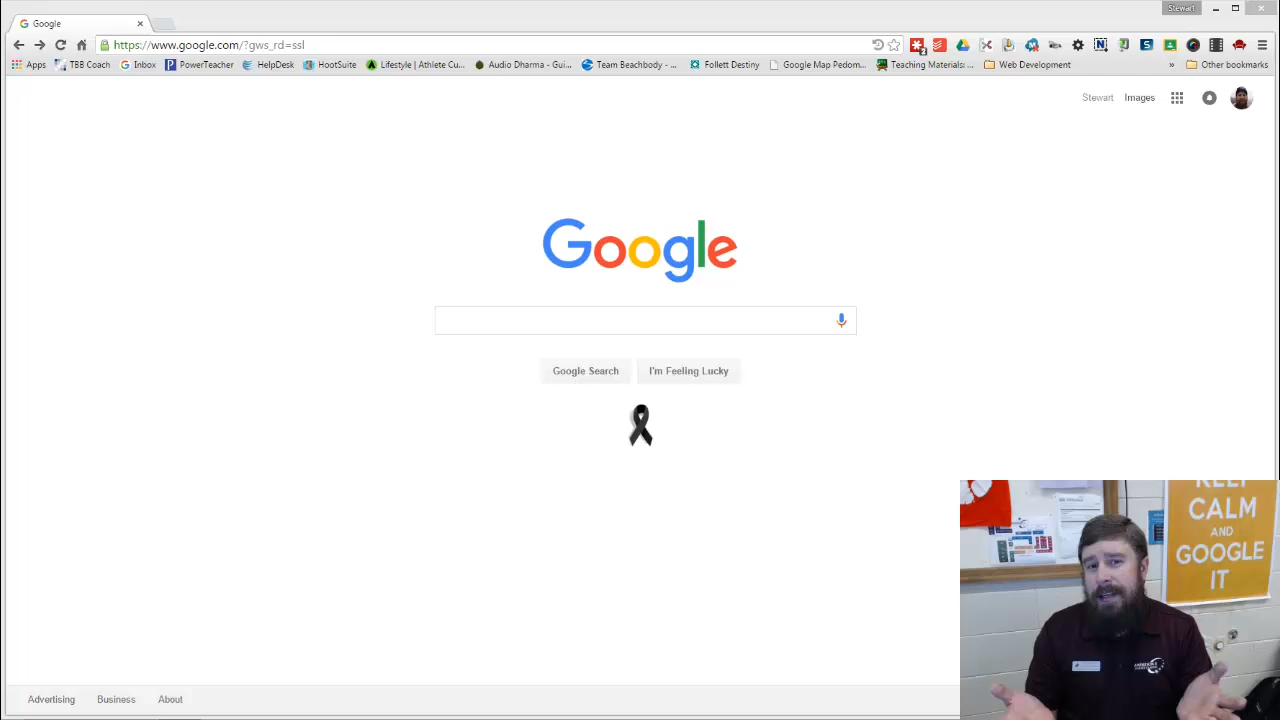 Stewart
Google
https://www.google.com/?gws_rd=ssl
2
Apps TBB Coach Inbox PowerTeacher HelpDesk HootSuite Lifestyle | Athlete Cu... Audio Dharma - Gui... Team Beachbody - ... Follett Destiny Google Map Pedom... Teaching Materials: ... Web Development » Other bookmarks
Stewart Images
Google
Google Search I'm Feeling Lucky
KEEP
CALM
AND
GOOGLE
IT
Advertising Business About